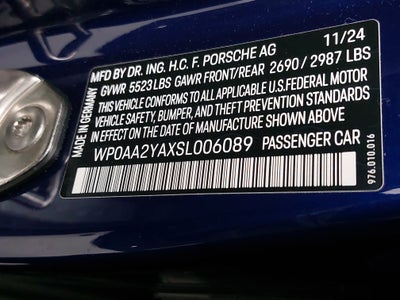 MFD BY DR. ING. H.C. F. PORSCHE AG 11/24
GVWR 5523 LBS GAWR FRONT/REAR 2690 / 2987 LBS
THIS VEHICLE CONFORMS TO ALL APPLICABLE U.S. FEDERAL MOTOR
VEHICLE SAFETY, BUMPER, AND THEFT PREVENTION STANDARDS
IN EFFECT ON THE DATE OF MANUFACTURE SHOWN ABOVE
WP0AA2YAXSL006089 PASSENGER CAR
MADE IN GERMANY
976.010.016